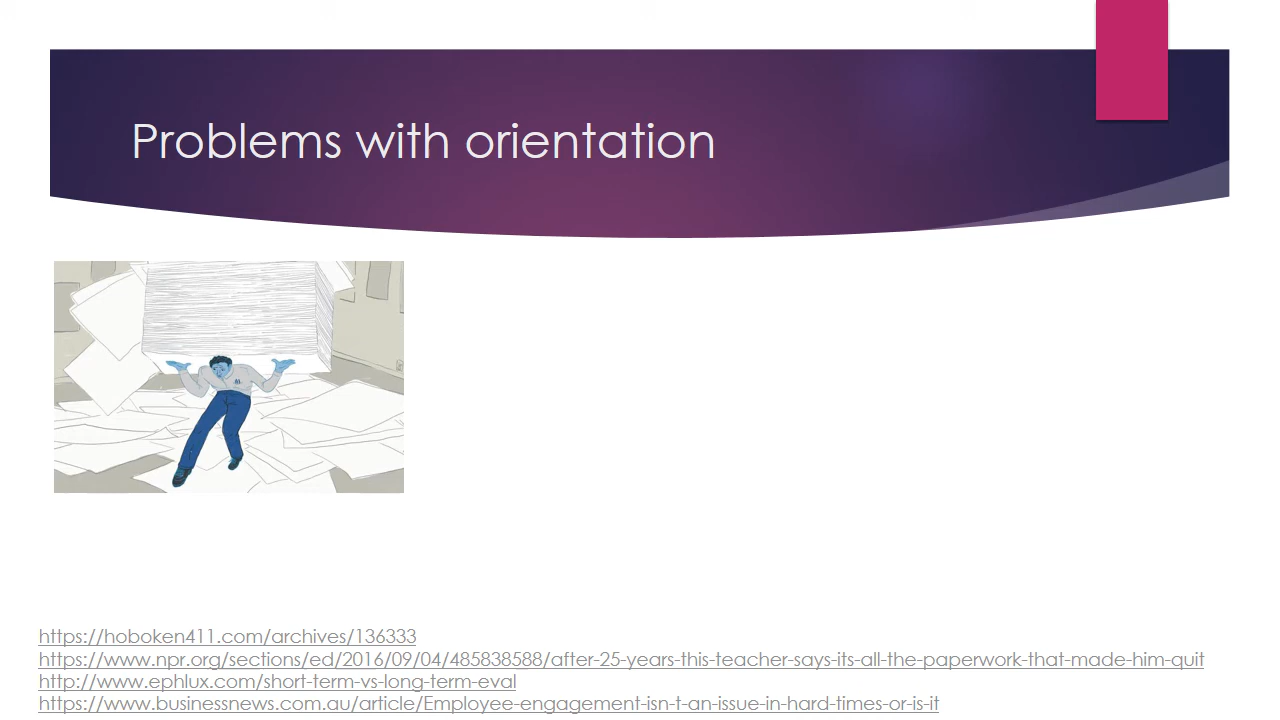 Problems with orientation
https://hoboken411.com/archives/136333
https://www.npr.org/sections/ed/2016/09/04/485838588/after-25-years-this-teacher-says-its-all-the-paperwork-that-made-him-quit
http://www.ephlux.com/short-term-vs-long-term-eval
https://www.businessnews.com.au/article/Employee-engagement-isn-t-an-issue-in-hard-times-or-is-it